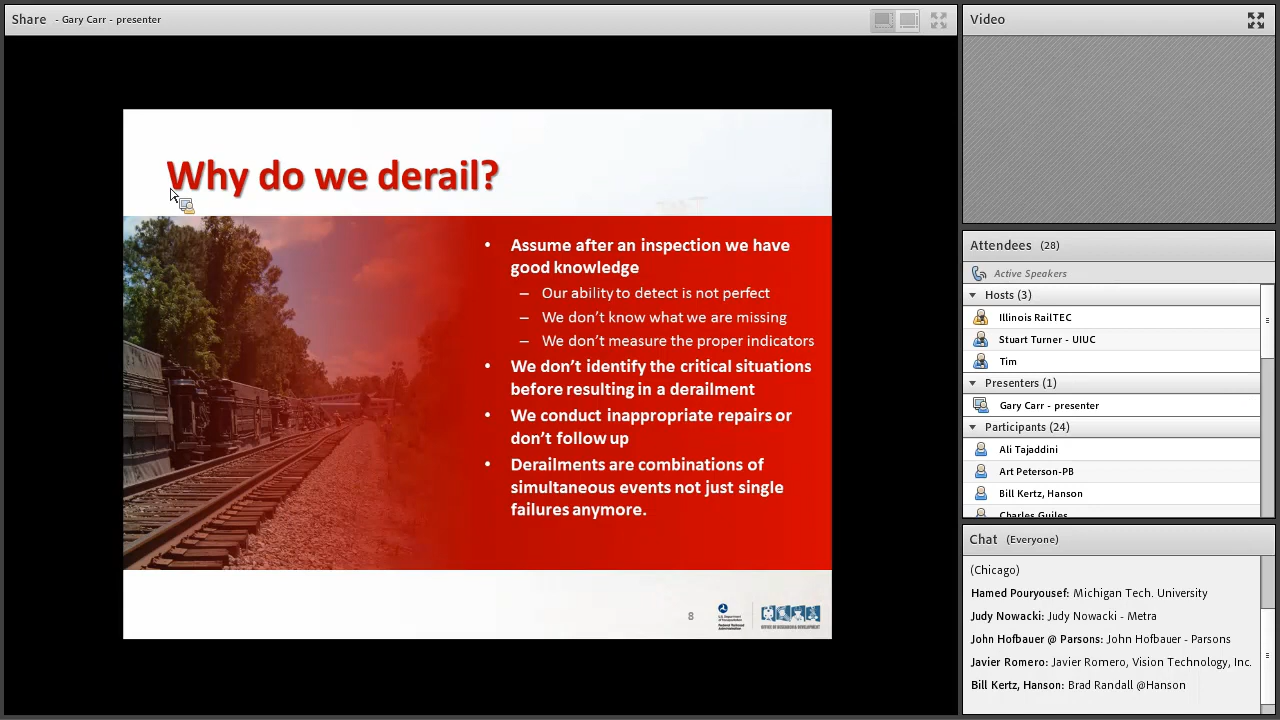 Share - Gary Carr - presenter
Why do we derail?
• Assume after an inspection we have
good knowledge
– Our ability to detect is not perfect
– We don't know what we are missing
– We don't measure the proper indicators
• We don't identify the critical situations
before resulting in a derailment
• We conduct inappropriate repairs or
don't follow up
• Derailments are combinations of
simultaneous events not just single
failures anymore.
8
Video
Attendees (28)
Active Speakers
Hosts (3)
Illinois RailTEC
Stuart Turner - UIUC
Tim
Presenters (1)
Gary Carr - presenter
Participants (24)
Ali Tajaddini
Art Peterson-PB
Bill Kertz, Hanson
Charles Guiles
Chat (Everyone)
(Chicago)
Hamed Pouryousef: Michigan Tech. University
Judy Nowacki: Judy Nowacki - Metra
John Hofbauer @ Parsons: John Hofbauer - Parsons
Javier Romero: Javier Romero, Vision Technology, Inc.
Bill Kertz, Hanson: Brad Randall @Hanson